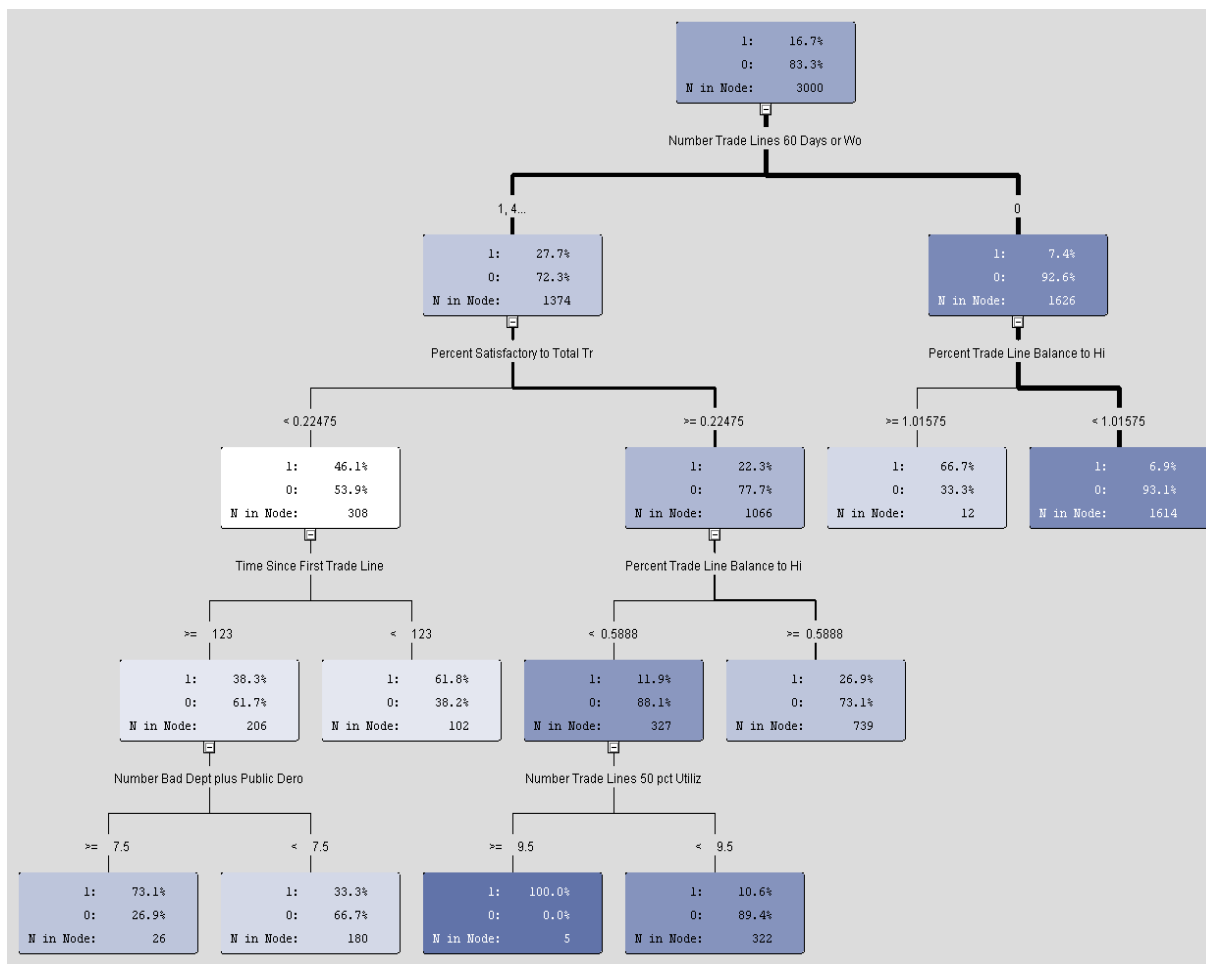 1: 16.7%
0: 83.3%
N in Node: 3000
Number Trade Lines 60 Days or Wo
1, 4...
0
1: 27.7%
0: 72.3%
N in Node: 1374
1: 7.4%
0: 92.6%
N in Node: 1626
Percent Satisfactory to Total Tr
Percent Trade Line Balance to Hi
< 0.22475
>= 0.22475
>= 1.01575
< 1.01575
1: 46.1%
0: 53.9%
N in Node: 308
1: 22.3%
0: 77.7%
N in Node: 1066
1: 66.7%
0: 33.3%
N in Node: 12
1: 6.9%
0: 93.1%
N in Node: 1614
Time Since First Trade Line
Percent Trade Line Balance to Hi
>= 123
< 123
< 0.5888
>= 0.5888
1: 38.3%
0: 61.7%
N in Node: 206
1: 61.8%
0: 38.2%
N in Node: 102
1: 11.9%
0: 88.1%
N in Node: 327
1: 26.9%
0: 73.1%
N in Node: 739
Number Bad Dept plus Public Dero
Number Trade Lines 50 pct Utiliz
>= 7.5
< 7.5
>= 9.5
< 9.5
1: 73.1%
0: 26.9%
N in Node: 26
1: 33.3%
0: 66.7%
N in Node: 180
1: 100.0%
0: 0.0%
N in Node: 5
1: 10.6%
0: 89.4%
N in Node: 322